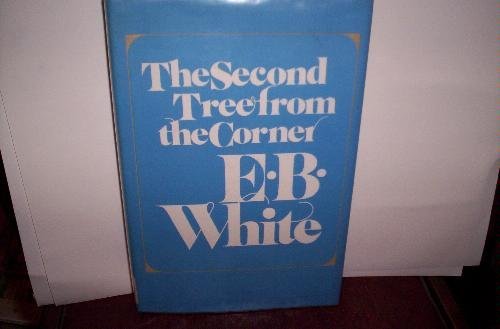 The Second
Tree from
the Corner
E·B·
White